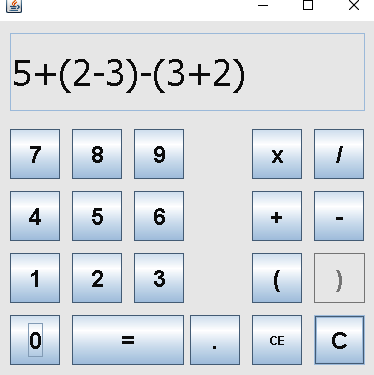 5+(2-3)-(3+2)
7 8 9 x /
4 5 6 + -
1 2 3 ( )
0 = . CE C